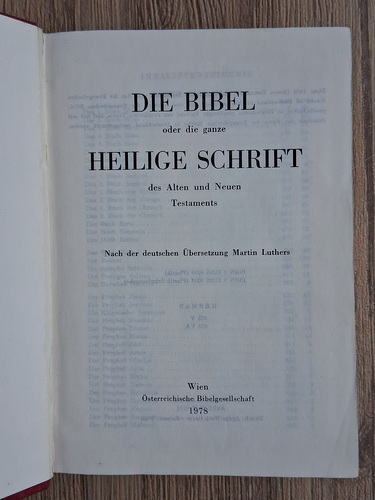 DIE BIBEL
oder die ganze
HEILIGE SCHRIFT
des Alten und Neuen
Testaments
Nach der deutschen Übersetzung Martin Luthers
Wien
Österreichische Bibelgesellschaft
1978